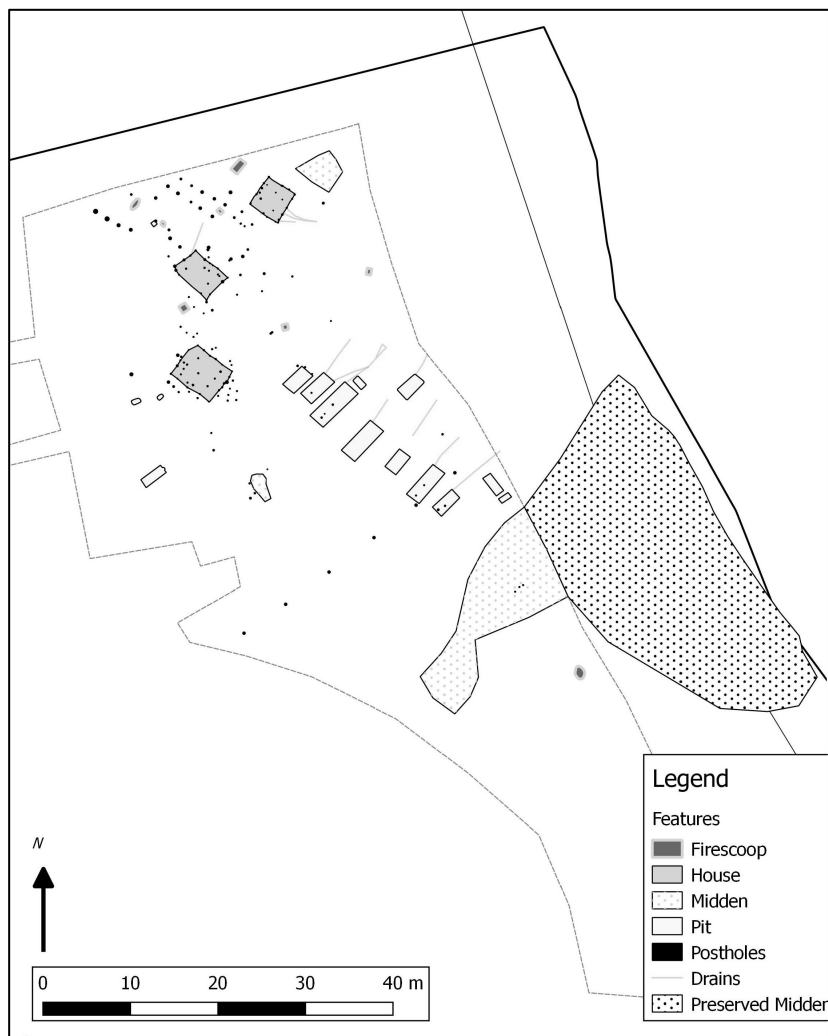 Legend
Features
Firescoop
House
Midden
Pit
Postholes
Drains
Preserved Midden
N
0 10 20 30 40 m